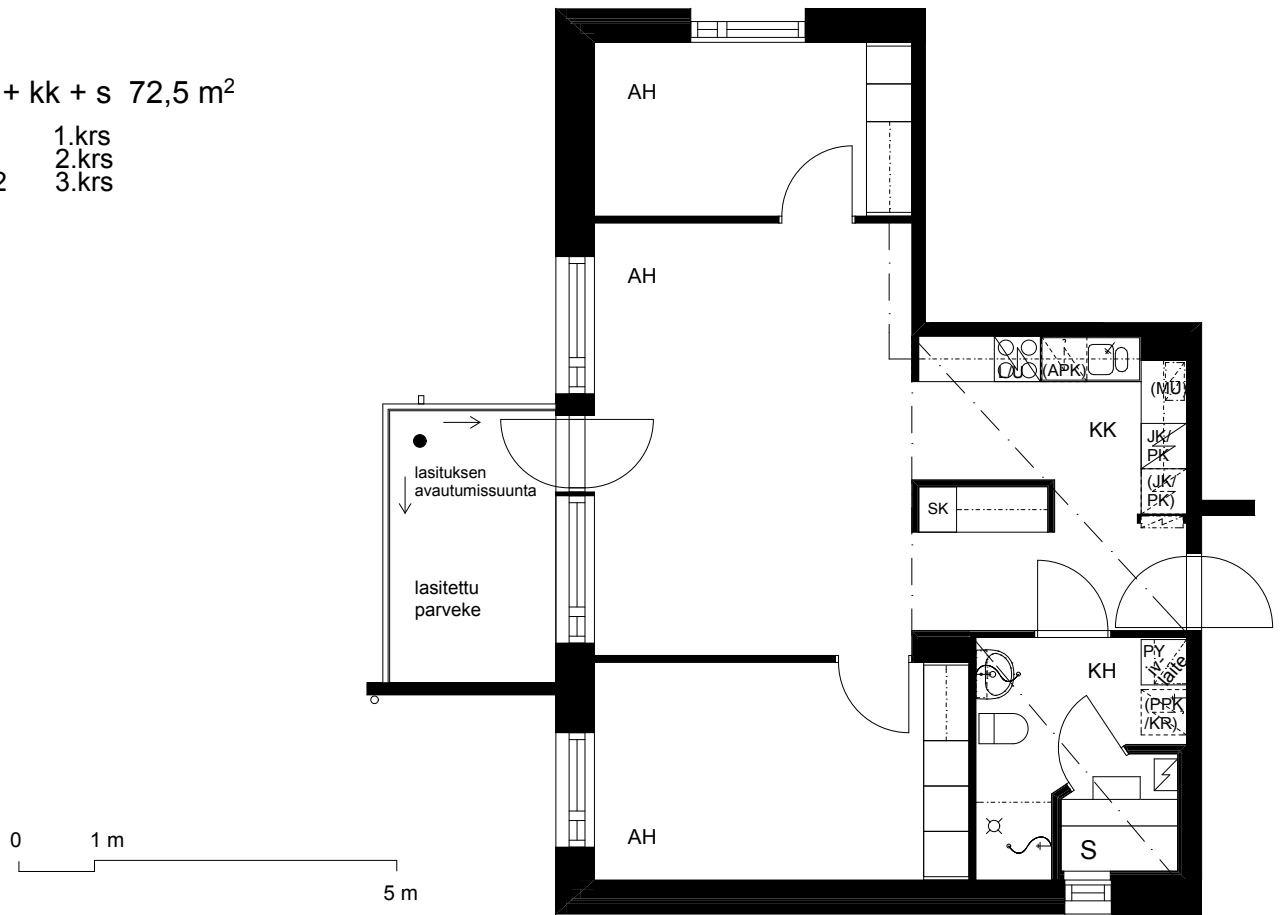 + kk + s 72,5 m²
1.krs
2.krs
2 3.krs
AH
AH
L/U
(APK)
(MU)
KK
JK/
PK
(JK/
PK)
lasituksen
avautumissuunta
SK
lasitettu
parveke
KH
PY
lv.
laite
(PPK
/KR)
AH
S
0 1 m
5 m